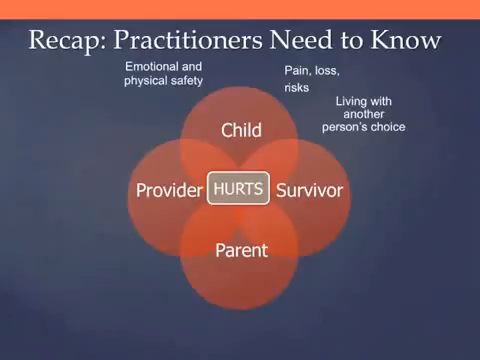 Recap: Practitioners Need to Know
Emotional and
physical safety
Pain, loss,
risks
Living with
another
person's choice
Child
Provider
HURTS
Survivor
Parent